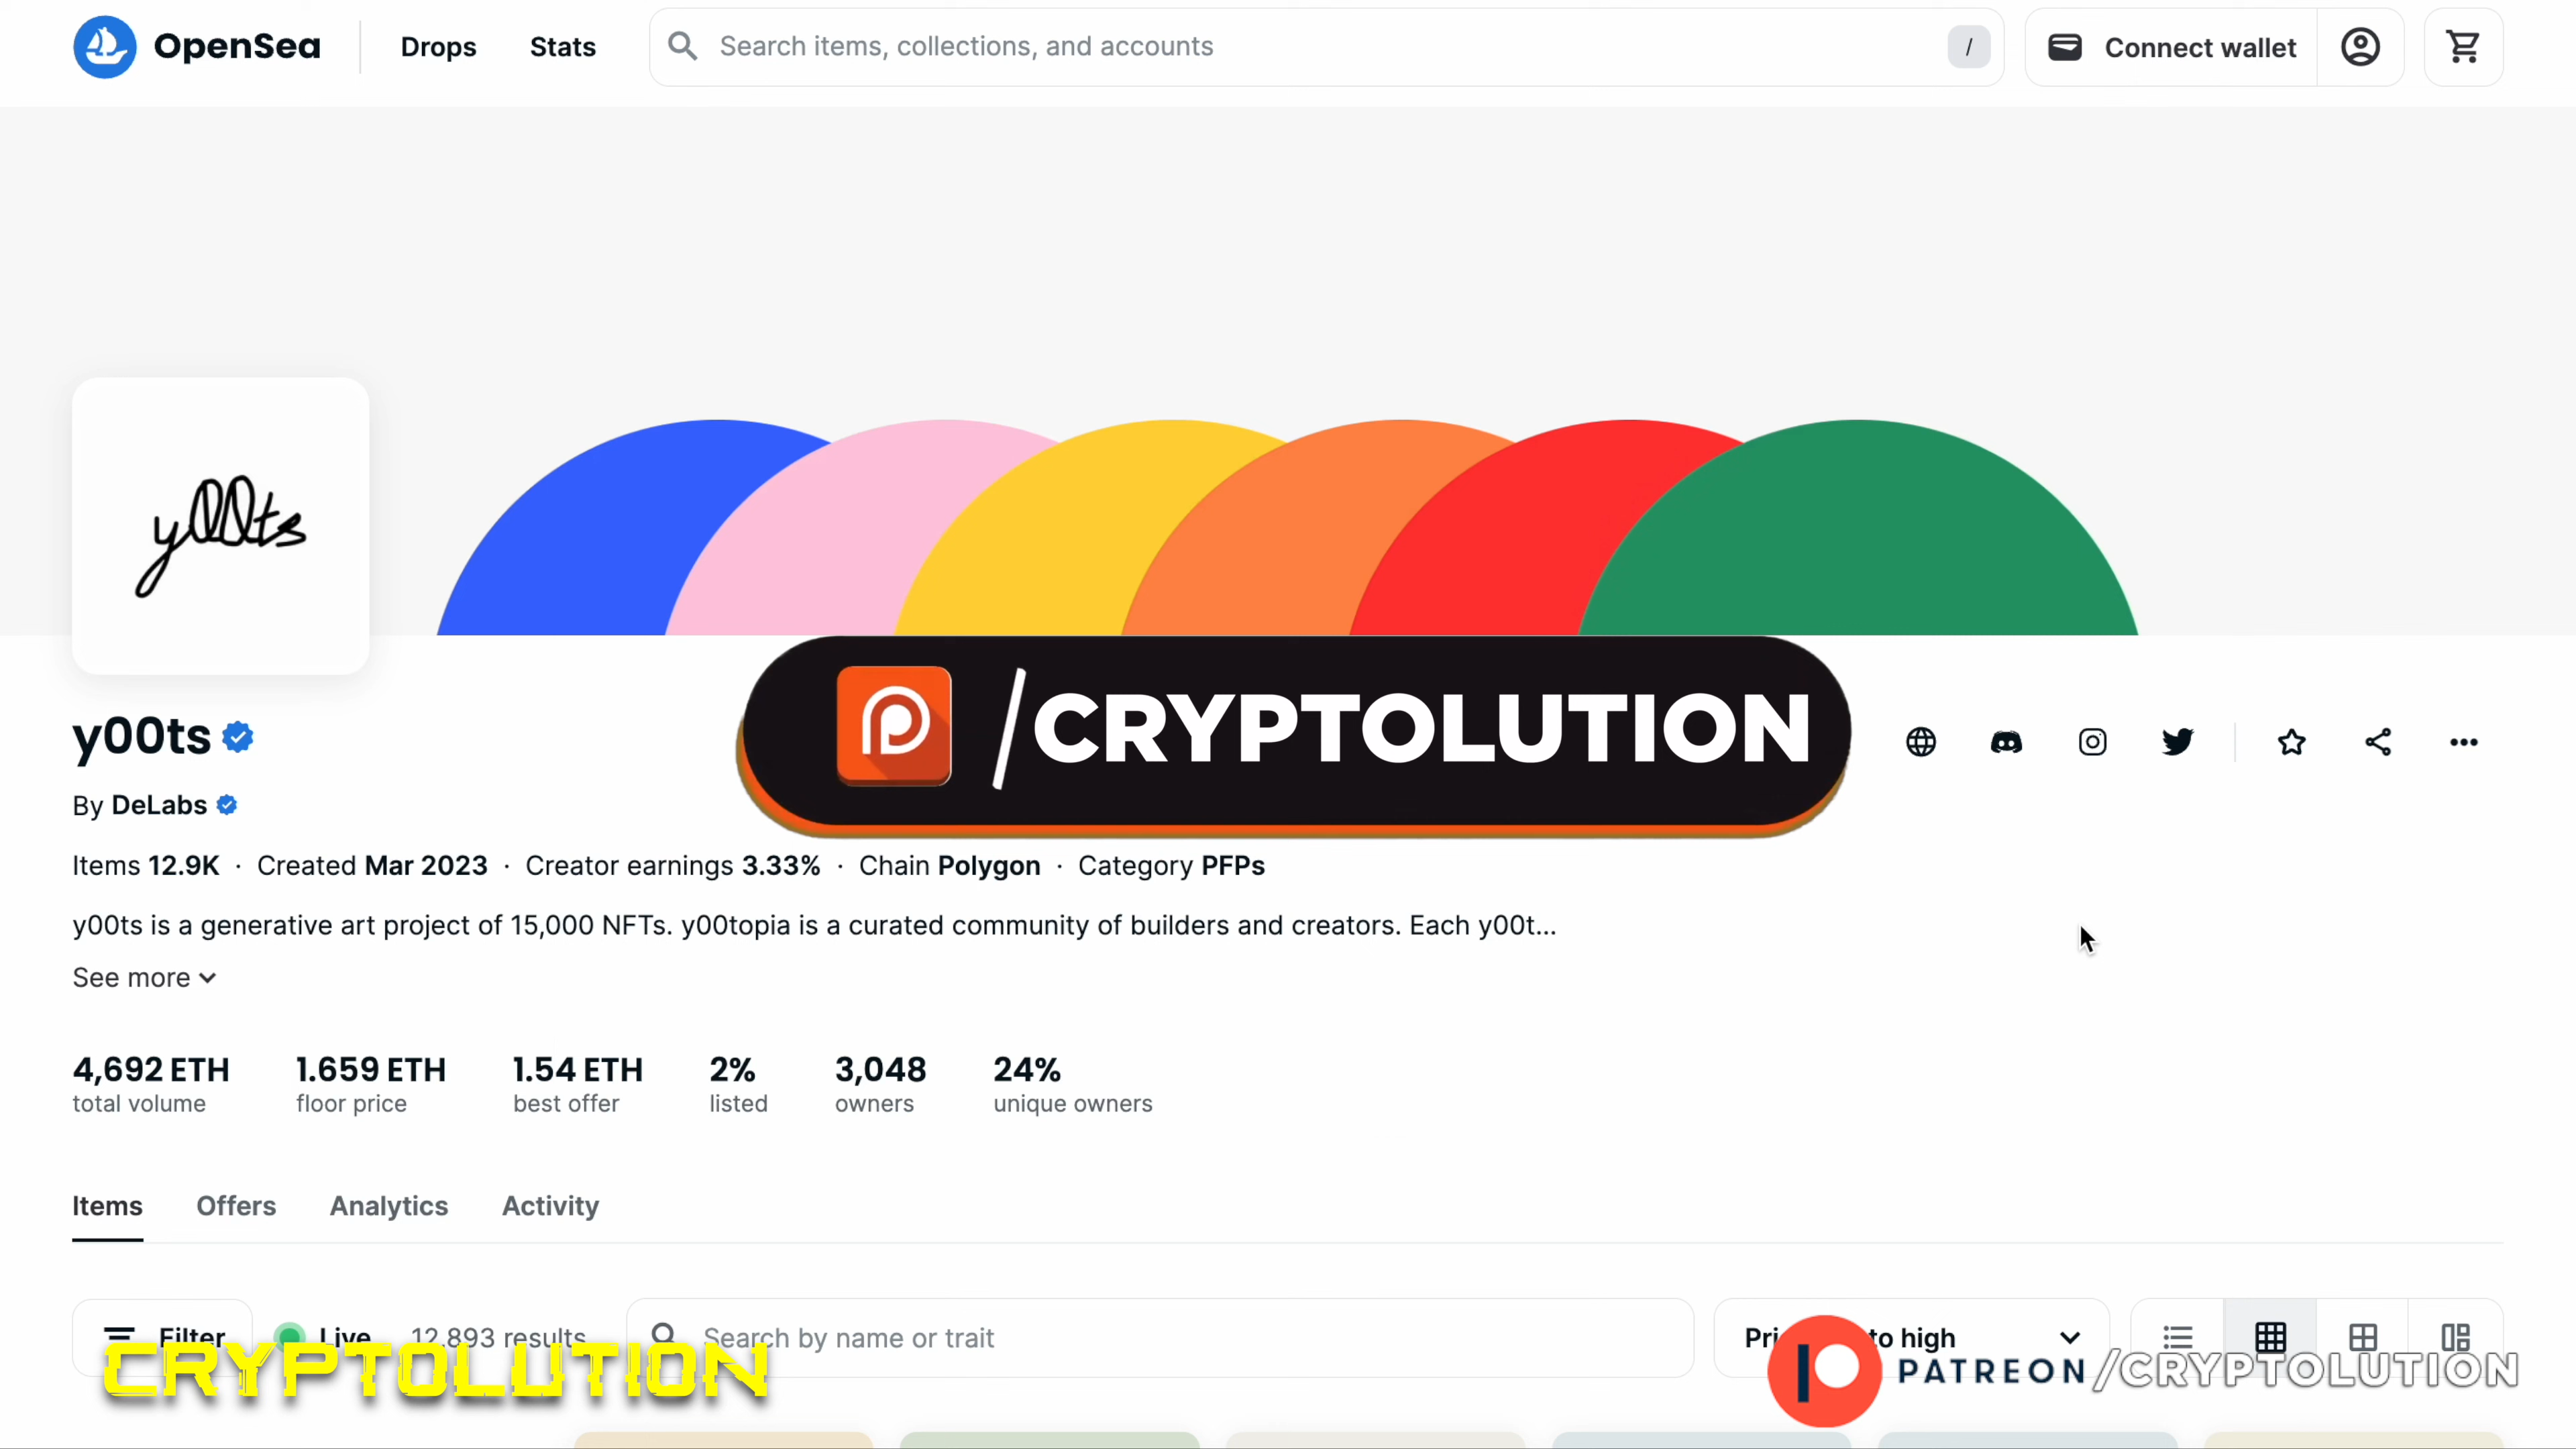 OpenSea
Drops
Stats
Search items, collections, and accounts
/
Connect wallet
y00ts
y00ts
/CRYPTOLUTION
By DeLabs
Items 12.9K · Created Mar 2023 · Creator earnings 3.33% · Chain Polygon · Category PFPs
y00ts is a generative art project of 15,000 NFTs. y00topia is a curated community of builders and creators. Each y00t...
See more
4,692 ETH
total volume
1.659 ETH
floor price
1.54 ETH
best offer
2%
listed
3,048
owners
24%
unique owners
Items
Offers
Analytics
Activity
Filter
Live
12,893 results
Search by name or trait
to high
CRYPTOLUTION
PATREON/CRYPTOLUTION